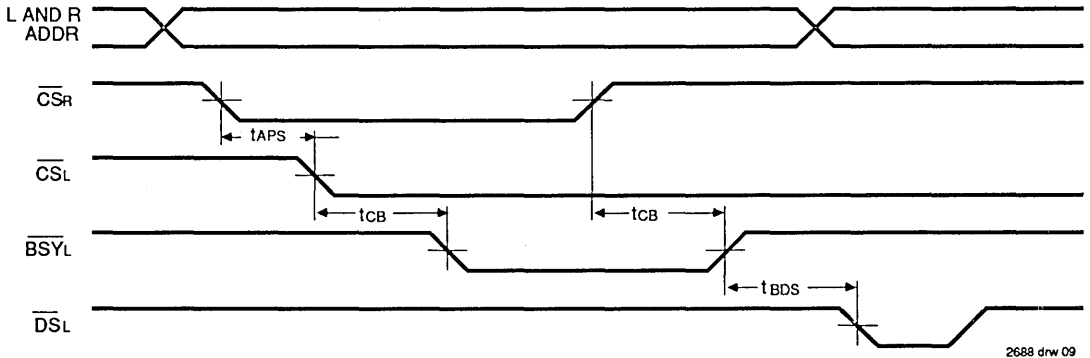 L AND R
ADDR
CSR
tAPS
CSL
tCB
tCB
BSYL
tBDS
DSL
2688 drw 09